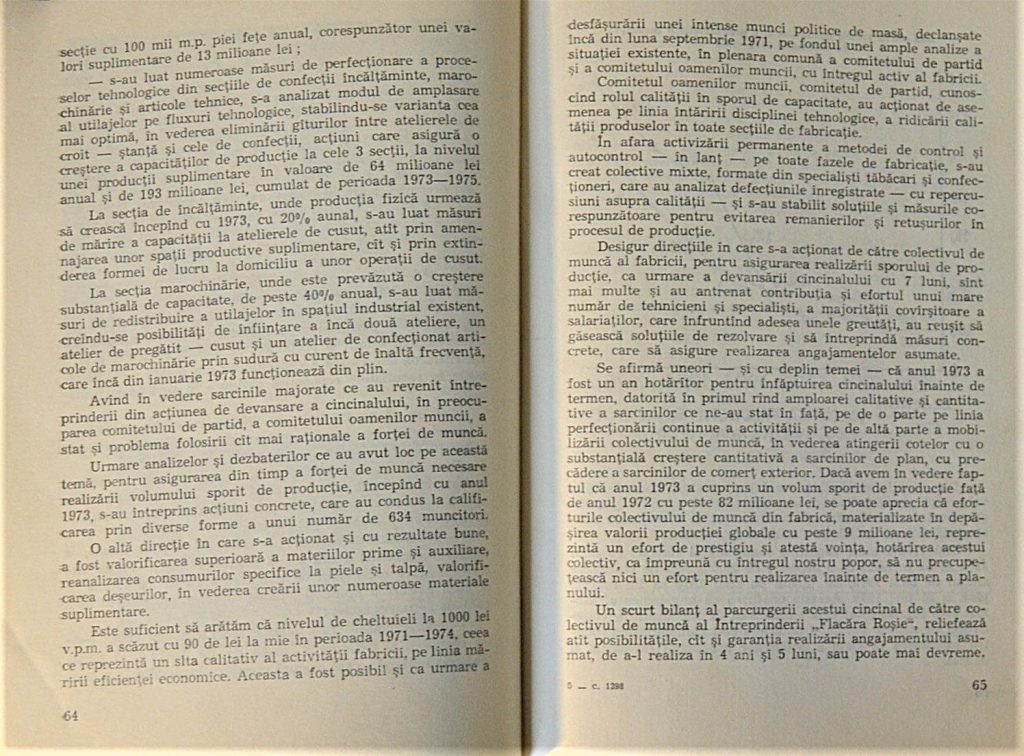 secție cu 100 mii m.p. piei fețe anual, corespunzător unei va-
lori suplimentare de 13 milioane lei ;
— s-au luat numeroase măsuri de perfecționare a proce-
selor tehnologice din secțiile de confecții încălțăminte, maro-
chinărie și articole tehnice, s-a analizat modul de amplasare
al utilajelor pe fluxuri tehnologice, stabilindu-se varianta cea
mai optimă, în vederea eliminării gîturilor între atelierele de
croit — ștanță și cele de confecții, acțiuni care asigură o
creștere a capacităților de producție la cele 3 secții, la nivelul
unei producții suplimentare în valoare de 64 milioane lei
anual și de 193 milioane lei, cumulat de perioada 1973—1975.
La secția de încălțăminte, unde producția fizică urmează
să crească începînd cu 1973, cu 20% aunal, s-au luat măsuri
de mărire a capacității la atelierele de cusut, atît prin amen-
najarea unor spații productive suplimentare, cît și prin extin-
derea formei de lucru la domiciliu a unor operații de cusut.
La secția marochinărie, unde este prevăzută o creștere
substanțială de capacitate, de peste 40% anual, s-au luat mă-
suri de redistribuire a utilajelor în spațiul industrial existent,
creîndu-se posibilități de înființare a încă două ateliere, un
atelier de pregătit — cusut și un atelier de confecționat arti-
cole de marochinărie prin sudură cu curent de înaltă frecvență,
care încă din ianuarie 1973 funcționează din plin.
Avînd în vedere sarcinile majorate ce au revenit între-
prinderii din acțiunea de devansare a cincinalului, în preocu-
parea comitetului de partid, a comitetului oamenilor muncii, a
stat și problema folosirii cît mai raționale a forței de muncă.
Urmare analizelor și dezbaterilor ce au avut loc pe această
temă, pentru asigurarea din timp a forței de muncă necesare
realizării volumului sporit de producție, începînd cu anul
1973, s-au întreprins acțiuni concrete, care au condus la califi-
carea prin diverse forme a unui număr de 634 muncitori.
O altă direcție în care s-a acționat și cu rezultate bune,
a fost valorificarea superioară a materiilor prime și auxiliare,
reanalizarea consumurilor specifice la piele și talpă, valorifi-
carea deșeurilor, în vederea creării unor numeroase materiale
suplimentare.
Este suficient să arătăm că nivelul de cheltuieli la 1000 lei
v.p.m. a scăzut cu 90 de lei la mie în perioada 1971—1974, ceea
ce reprezintă un slta calitativ al activității fabricii, pe linia mă-
ririi eficienței economice. Aceasta a fost posibil și ca urmare a
64
desfășurării unei intense munci politice de masă, declanșate
încă din luna septembrie 1971, pe fondul unei ample analize a
situației existente, în plenara comună a comitetului de partid
și a comitetului oamenilor muncii, cu întregul activ al fabricii.
Comitetul oamenilor muncii, comitetul de partid, cunos-
cînd rolul calității în sporul de capacitate, au acționat de ase-
menea pe linia întăririi disciplinei tehnologice, a ridicării cali-
tății produselor în toate secțiile de fabricație.
În afara activizării permanente a metodei de control și
autocontrol — în lanț — pe toate fazele de fabricație, s-au
creat colective mixte, formate din specialiști tăbăcari și confec-
ționeri, care au analizat defecțiunile înregistrate — cu repercu-
siuni asupra calității — și s-au stabilit soluțiile și măsurile co-
respunzătoare pentru evitarea remanierilor și retușurilor în
procesul de producție.
Desigur direcțiile în care s-a acționat de către colectivul de
muncă al fabricii, pentru asigurarea realizării sporului de pro-
ducție, ca urmare a devansării cincinalului cu 7 luni, sînt
mai multe și au antrenat contribuția și efortul unui mare
număr de tehnicieni și specialiști, a majorității covîrșitoare a
salariaților, care înfruntînd adesea unele greutăți, au reușit să
găsească soluțiile de rezolvare și să întreprindă măsuri con-
crete, care să asigure realizarea angajamentelor asumate.
Se afirmă uneori — și cu deplin temei — că anul 1973 a
fost un an hotărîtor pentru înfăptuirea cincinalului înainte de
termen, datorită în primul rînd amploarei calitative și cantita-
tive a sarcinilor ce ne-au stat în față, pe de o parte pe linia
perfecționării continue a activității și pe de altă parte a mobi-
lizării colectivului de muncă, în vederea atingerii cotelor cu o
substanțială creștere cantitativă a sarcinilor de plan, cu pre-
cădere a sarcinilor de comerț exterior. Dacă avem în vedere fap-
tul că anul 1973 a cuprins un volum sporit de producție față
de anul 1972 cu peste 82 milioane lei, se poate aprecia că efor-
turile colectivului de muncă din fabrică, materializate în depă-
șirea valorii producției globale cu peste 9 milioane lei, repre-
zintă un efort de prestigiu și atestă voința, hotărîrea acestui
colectiv, ca împreună cu întregul nostru popor, să nu precupe-
țească nici un efort pentru realizarea înainte de termen a pla-
nului.
Un scurt bilanț al parcurgerii acestui cincinal de către co-
lectivul de muncă al Întreprinderii „Flacăra Roșie“, reliefează
atît posibilitățile, cît și garanția realizării angajamentului asu-
mat, de a-l realiza în 4 ani și 5 luni, sau poate mai devreme.
5 — c. 1298
65